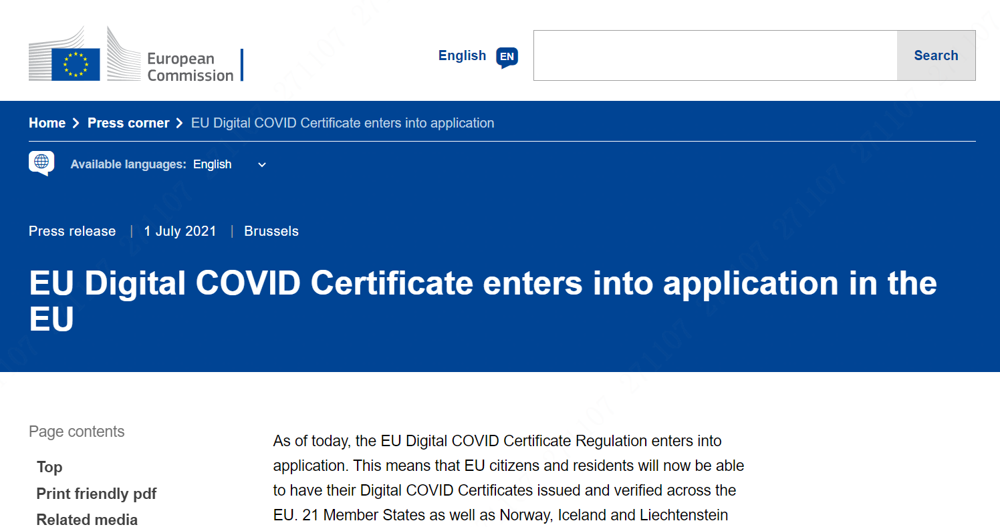 European
Commission
English EN
Search
Home Press corner EU Digital COVID Certificate enters into application
Available languages: English
Press release | 1 July 2021 | Brussels
EU Digital COVID Certificate enters into application in the
EU
Page contents
Top
Print friendly pdf
Related media
As of today, the EU Digital COVID Certificate Regulation enters into
application. This means that EU citizens and residents will now be able
to have their Digital COVID Certificates issued and verified across the
EU. 21 Member States as well as Norway, Iceland and Liechtenstein
271107 271107 271107